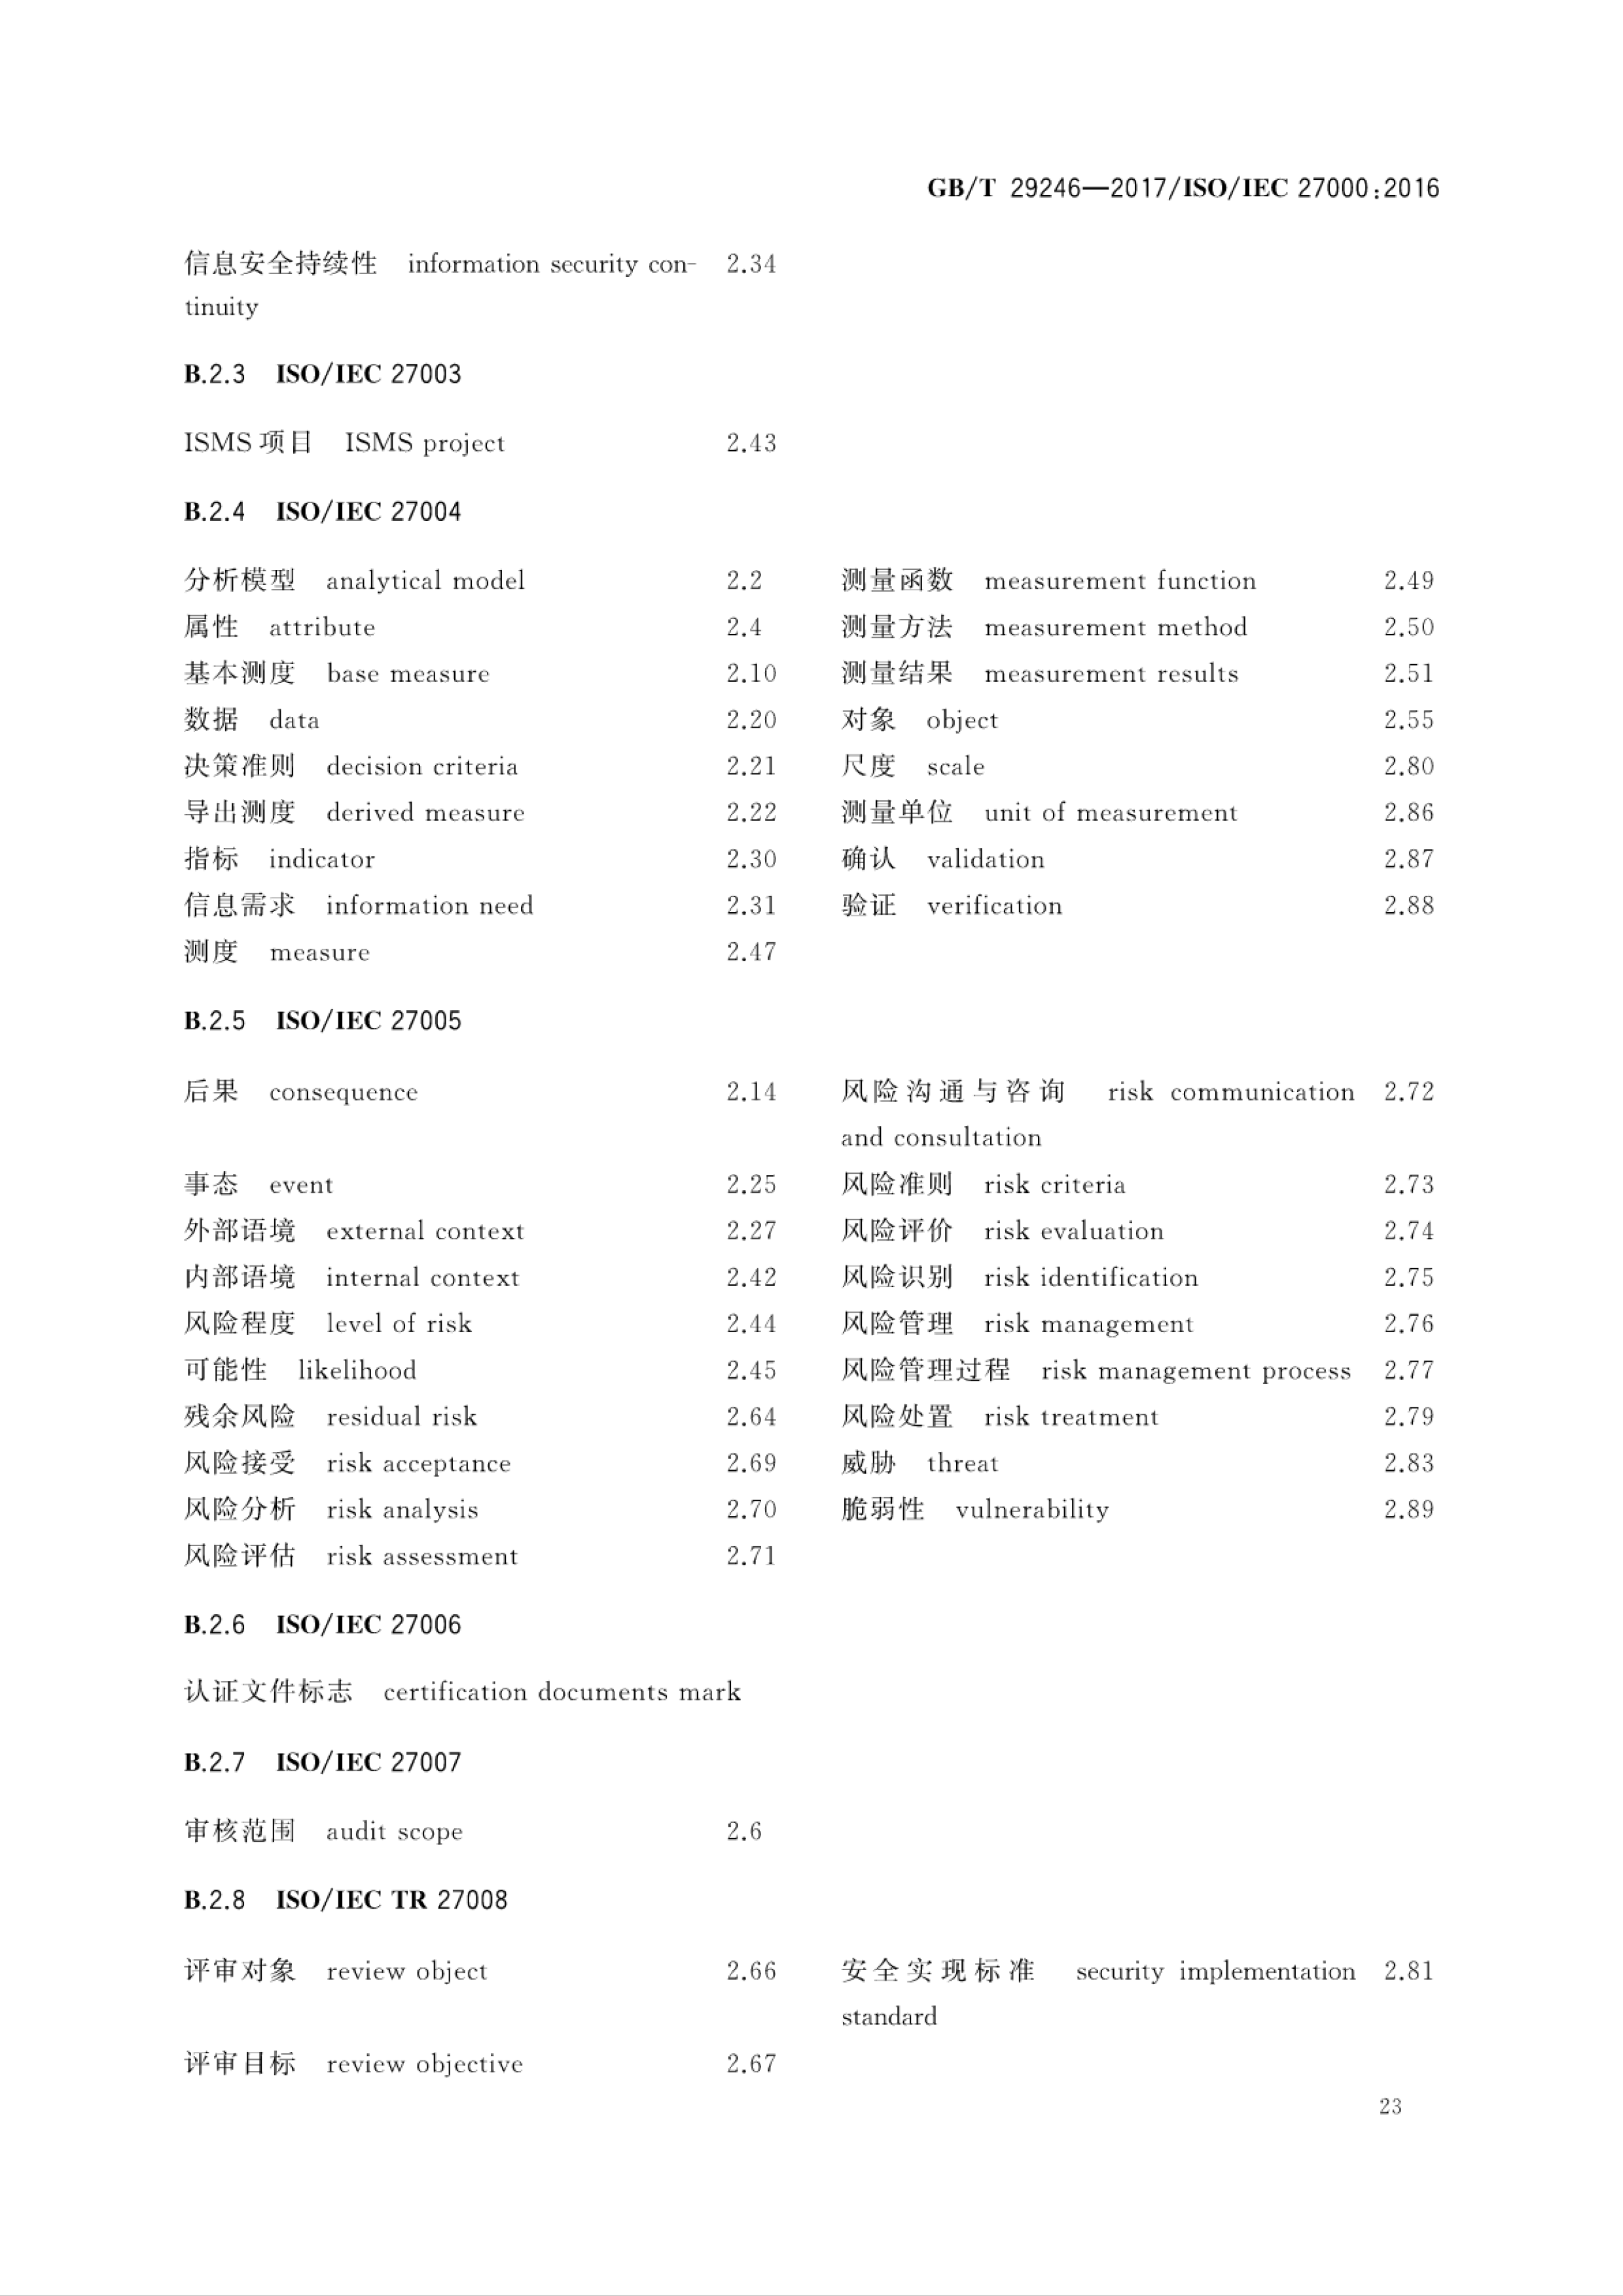 GB/T 29246—2017/ISO/IEC 27000:2016
信息安全持续性 information security con- 2.34
tinuity
B.2.3 ISO/IEC 27003
ISMS 项目 ISMS project 2.43
B.2.4 ISO/IEC 27004
分析模型 analytical model 2.2 测量函数 measurement function 2.49
属性 attribute 2.4 测量方法 measurement method 2.50
基本测度 base measure 2.10 测量结果 measurement results 2.51
数据 data 2.20 对象 object 2.55
决策准则 decision criteria 2.21 尺度 scale 2.80
导出测度 derived measure 2.22 测量单位 unit of measurement 2.86
指标 indicator 2.30 确认 validation 2.87
信息需求 information need 2.31 验证 verification 2.88
测度 measure 2.47
B.2.5 ISO/IEC 27005
后果 consequence 2.14 风险沟通与咨询 risk communication 2.72
and consultation
事态 event 2.25 风险准则 risk criteria 2.73
外部语境 external context 2.27 风险评价 risk evaluation 2.74
内部语境 internal context 2.42 风险识别 risk identification 2.75
风险程度 level of risk 2.44 风险管理 risk management 2.76
可能性 likelihood 2.45 风险管理过程 risk management process 2.77
残余风险 residual risk 2.64 风险处置 risk treatment 2.79
风险接受 risk acceptance 2.69 威胁 threat 2.83
风险分析 risk analysis 2.70 脆弱性 vulnerability 2.89
风险评估 risk assessment 2.71
B.2.6 ISO/IEC 27006
认证文件标志 certification documents mark
B.2.7 ISO/IEC 27007
审核范围 audit scope 2.6
B.2.8 ISO/IEC TR 27008
评审对象 review object 2.66 安全实现标准 security implementation 2.81
standard
评审目标 review objective 2.67
23